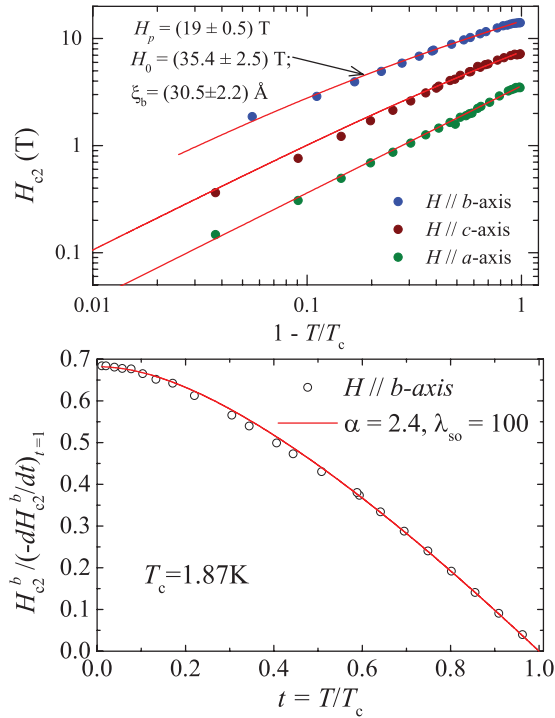 H_p = (19 ± 0.5) T
H_0 = (35.4 ± 2.5) T;
ξ_b = (30.5±2.2) Å
10
1
0.1
H_c2 (T)
H // b-axis
H // c-axis
H // a-axis
0.01
0.1
1
1 - T/T_c
0.7
0.6
0.5
0.4
0.3
0.2
0.1
0.0
H_c2^b/(-dH_c2^b/dt)_t=1
H // b-axis
α = 2.4, λ_so = 100
T_c=1.87K
0.0 0.2 0.4 0.6 0.8 1.0
t = T/T_c